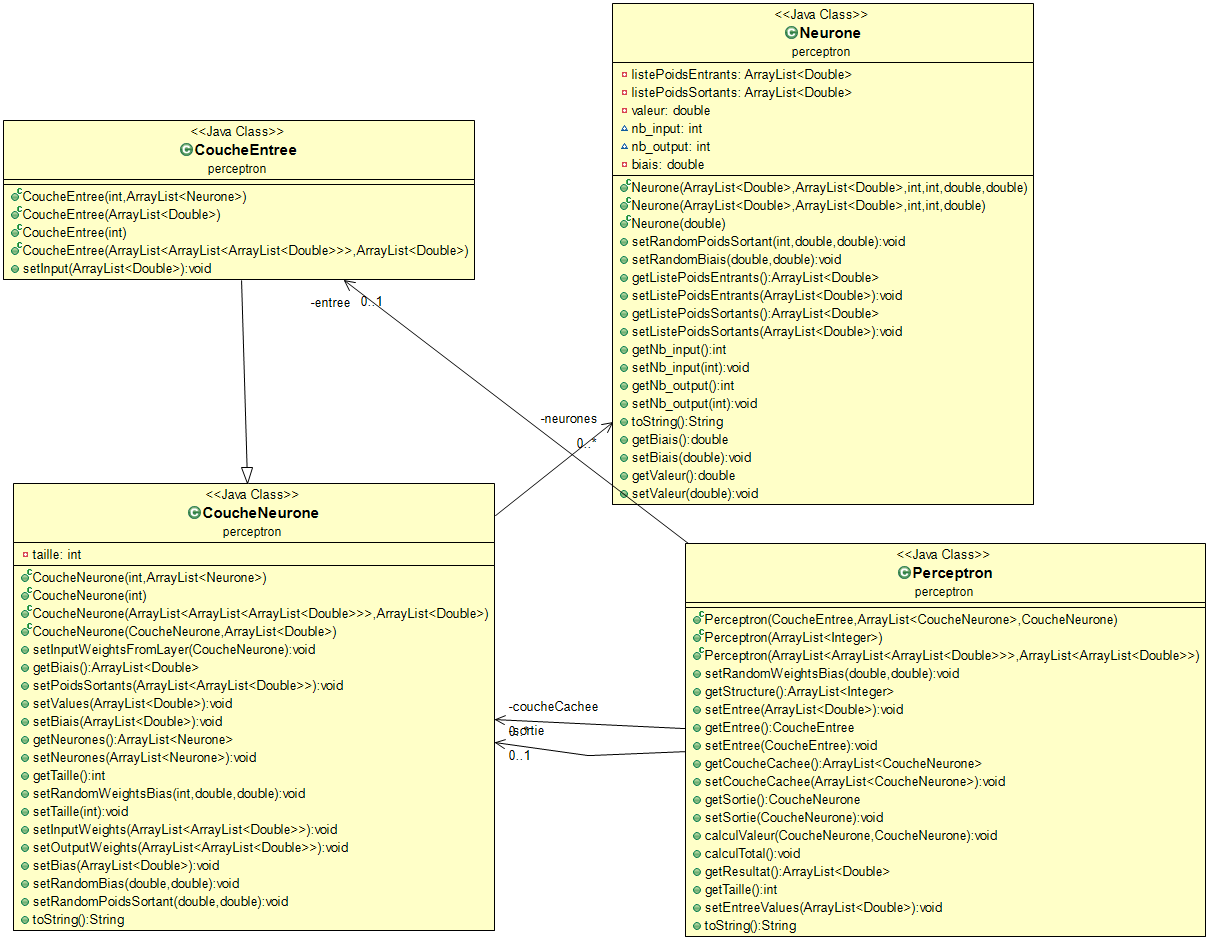 <<Java Class>>
Neurone
perceptron
listePoidsEntrants: ArrayList<Double>
listePoidsSortants: ArrayList<Double>
valeur: double
nb_input: int
nb_output: int
biais: double
Neurone(ArrayList<Double>,ArrayList<Double>,int,int,double,double)
Neurone(ArrayList<Double>,ArrayList<Double>,int,int,double)
Neurone(double)
setRandomPoidsSortant(int,double,double):void
setRandomBiais(double,double):void
getListePoidsEntrants():ArrayList<Double>
setListePoidsEntrants(ArrayList<Double>):void
getListePoidsSortants():ArrayList<Double>
setListePoidsSortants(ArrayList<Double>):void
getNb_input():int
setNb_input(int):void
getNb_output():int
setNb_output(int):void
toString():String
getBiais():double
setBiais(double):void
getValeur():double
setValeur(double):void
<<Java Class>>
CoucheEntree
perceptron
CoucheEntree(int,ArrayList<Neurone>)
CoucheEntree(ArrayList<Double>)
CoucheEntree(int)
CoucheEntree(ArrayList<ArrayList<ArrayList<Double>>>,ArrayList<Double>)
setInput(ArrayList<Double>):void
-entree 0..1
-neurones
0..*
<<Java Class>>
CoucheNeurone
perceptron
taille: int
CoucheNeurone(int,ArrayList<Neurone>)
CoucheNeurone(int)
CoucheNeurone(ArrayList<ArrayList<ArrayList<Double>>>,ArrayList<Double>)
CoucheNeurone(CoucheNeurone,ArrayList<Double>)
setInputWeightsFromLayer(CoucheNeurone):void
getBiais():ArrayList<Double>
setPoidsSortants(ArrayList<ArrayList<Double>>):void
setValues(ArrayList<Double>):void
setBiais(ArrayList<Double>):void
getNeurones():ArrayList<Neurone>
setNeurones(ArrayList<Neurone>):void
getTaille():int
setRandomWeightsBias(int,double,double):void
setTaille(int):void
setInputWeights(ArrayList<ArrayList<Double>>):void
setOutputWeights(ArrayList<ArrayList<Double>>):void
setBias(ArrayList<Double>):void
setRandomBias(double,double):void
setRandomPoidsSortant(double,double):void
toString():String
-coucheCachee
-sortie
0..1
<<Java Class>>
Perceptron
perceptron
Perceptron(CoucheEntree,ArrayList<CoucheNeurone>,CoucheNeurone)
Perceptron(ArrayList<Integer>)
Perceptron(ArrayList<ArrayList<ArrayList<Double>>>,ArrayList<ArrayList<Double>>)
setRandomWeightsBias(double,double):void
getStructure():ArrayList<Integer>
setEntree(ArrayList<Double>):void
getEntree():CoucheEntree
setEntree(CoucheEntree):void
getCoucheCachee():ArrayList<CoucheNeurone>
setCoucheCachee(ArrayList<CoucheNeurone>):void
getSortie():CoucheNeurone
setSortie(CoucheNeurone):void
calculValeur(CoucheNeurone,CoucheNeurone):void
calculTotal():void
getResultat():ArrayList<Double>
getTaille():int
setEntreeValues(ArrayList<Double>):void
toString():String